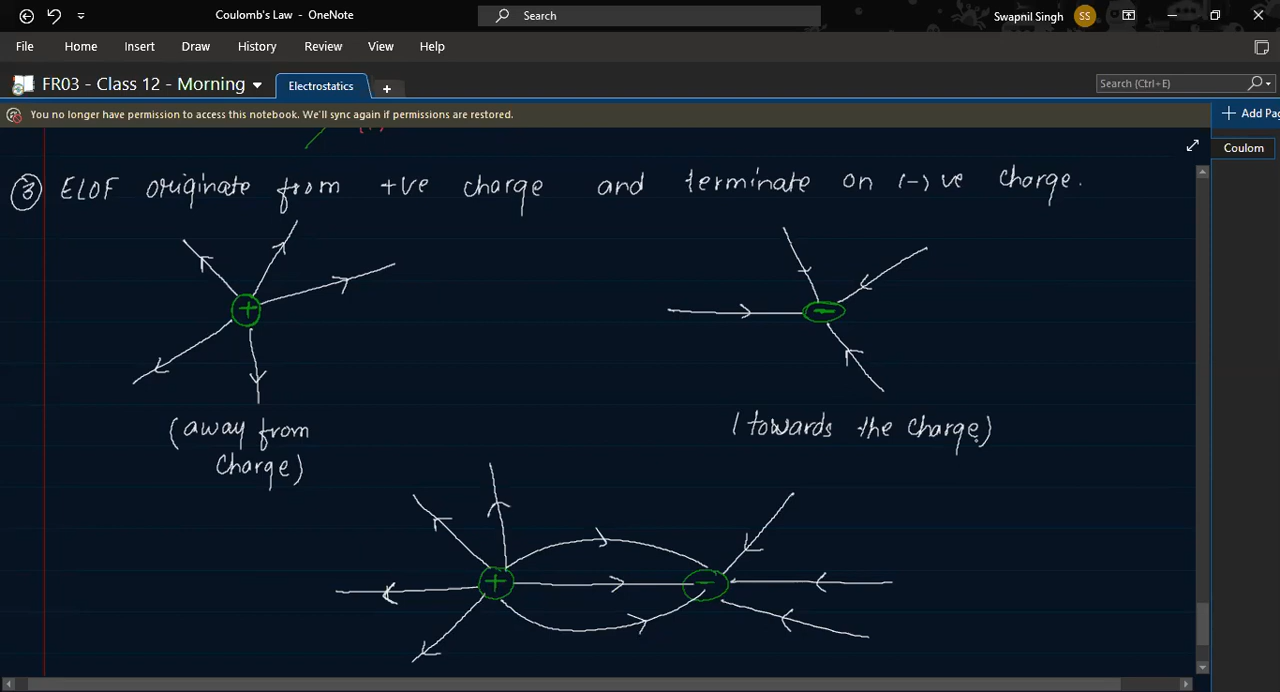 Coulomb's Law - OneNote
Search
Swapnil Singh
SS
File Home Insert Draw History Review View Help
FR03 - Class 12 - Morning
Electrostatics
+
Search (Ctrl+E)
You no longer have permission to access this notebook. We'll sync again if permissions are restored.
+ Add Pag
Coulom
③ ELOF originate from +ve charge and terminate on (-)ve charge.
+
-
(away from
charge)
(towards the charge)
+
-